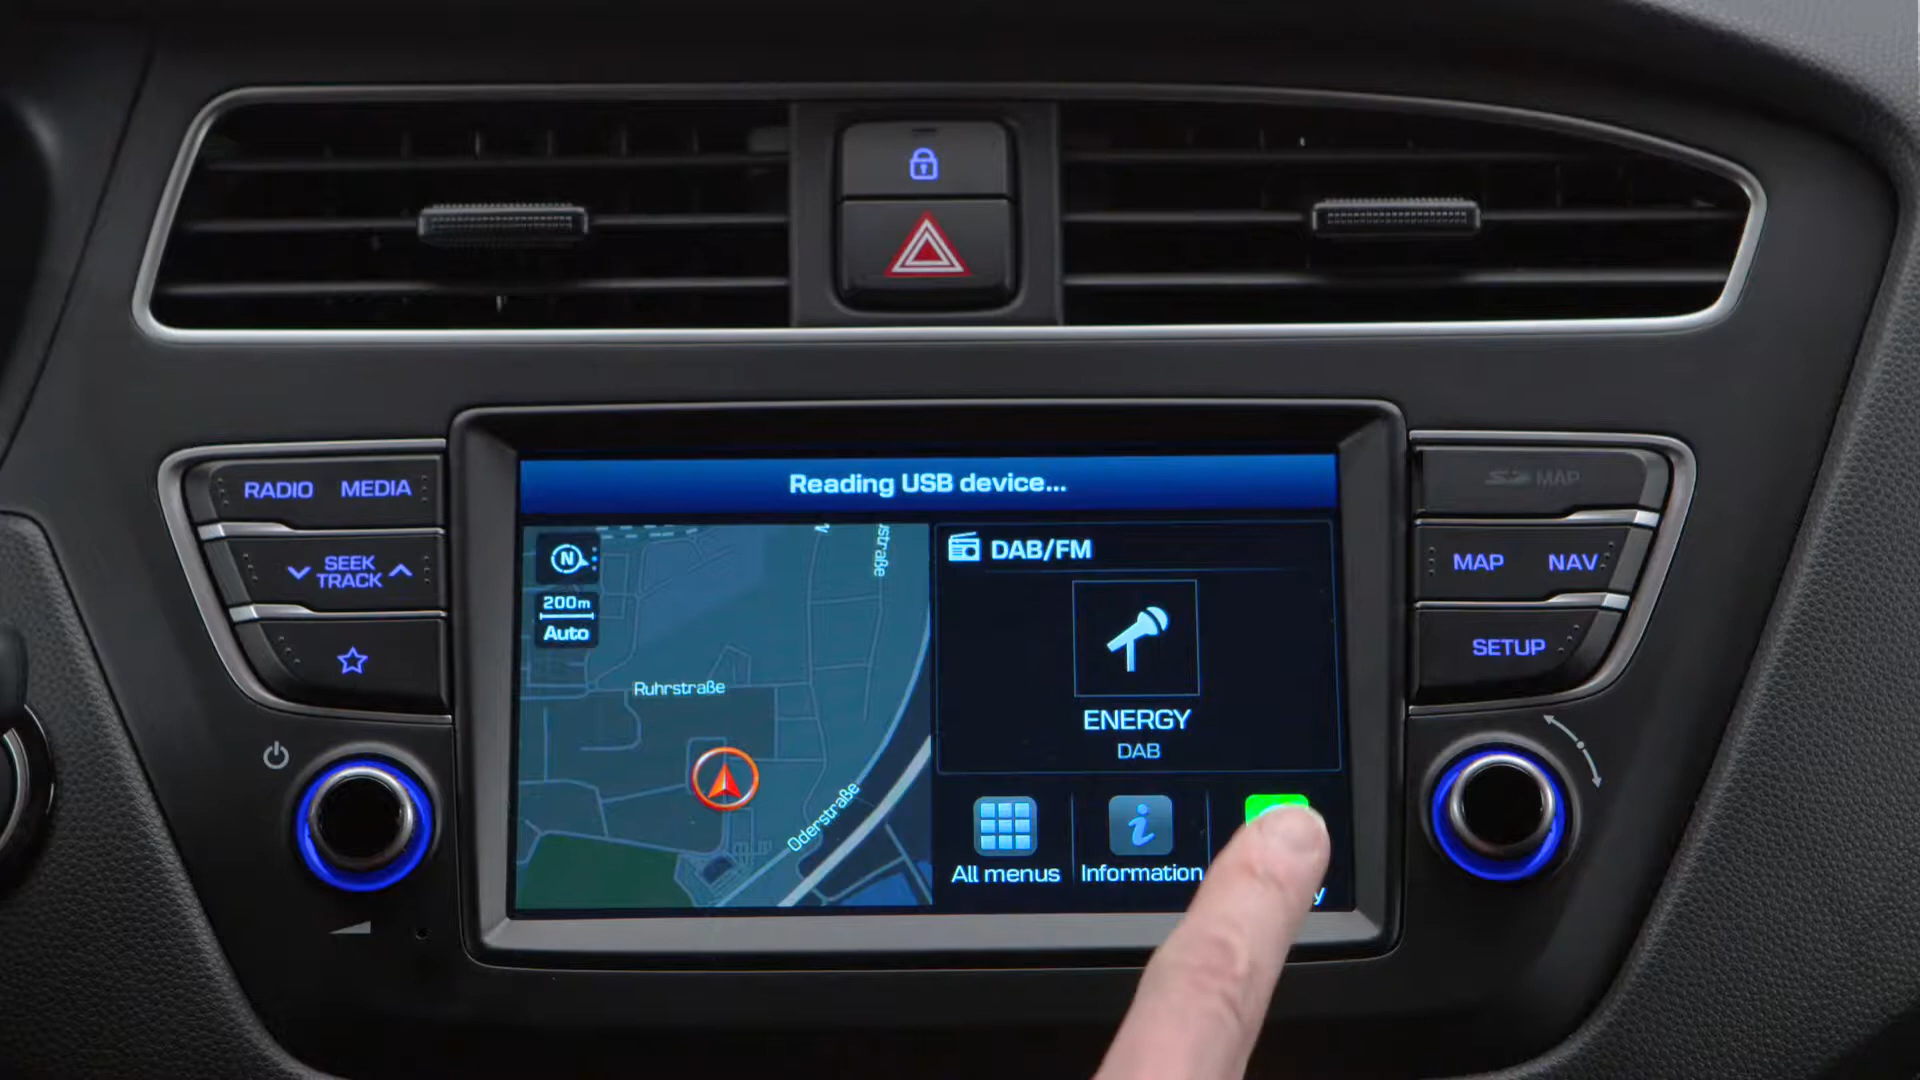 Reading USB device...
RADIO MEDIA
SEEK
TRACK
N
200m
Auto
Ruhrstraße
Oderstraße
DAB/FM
ENERGY
DAB
All menus
Information
MAP
MAP NAV
SETUP